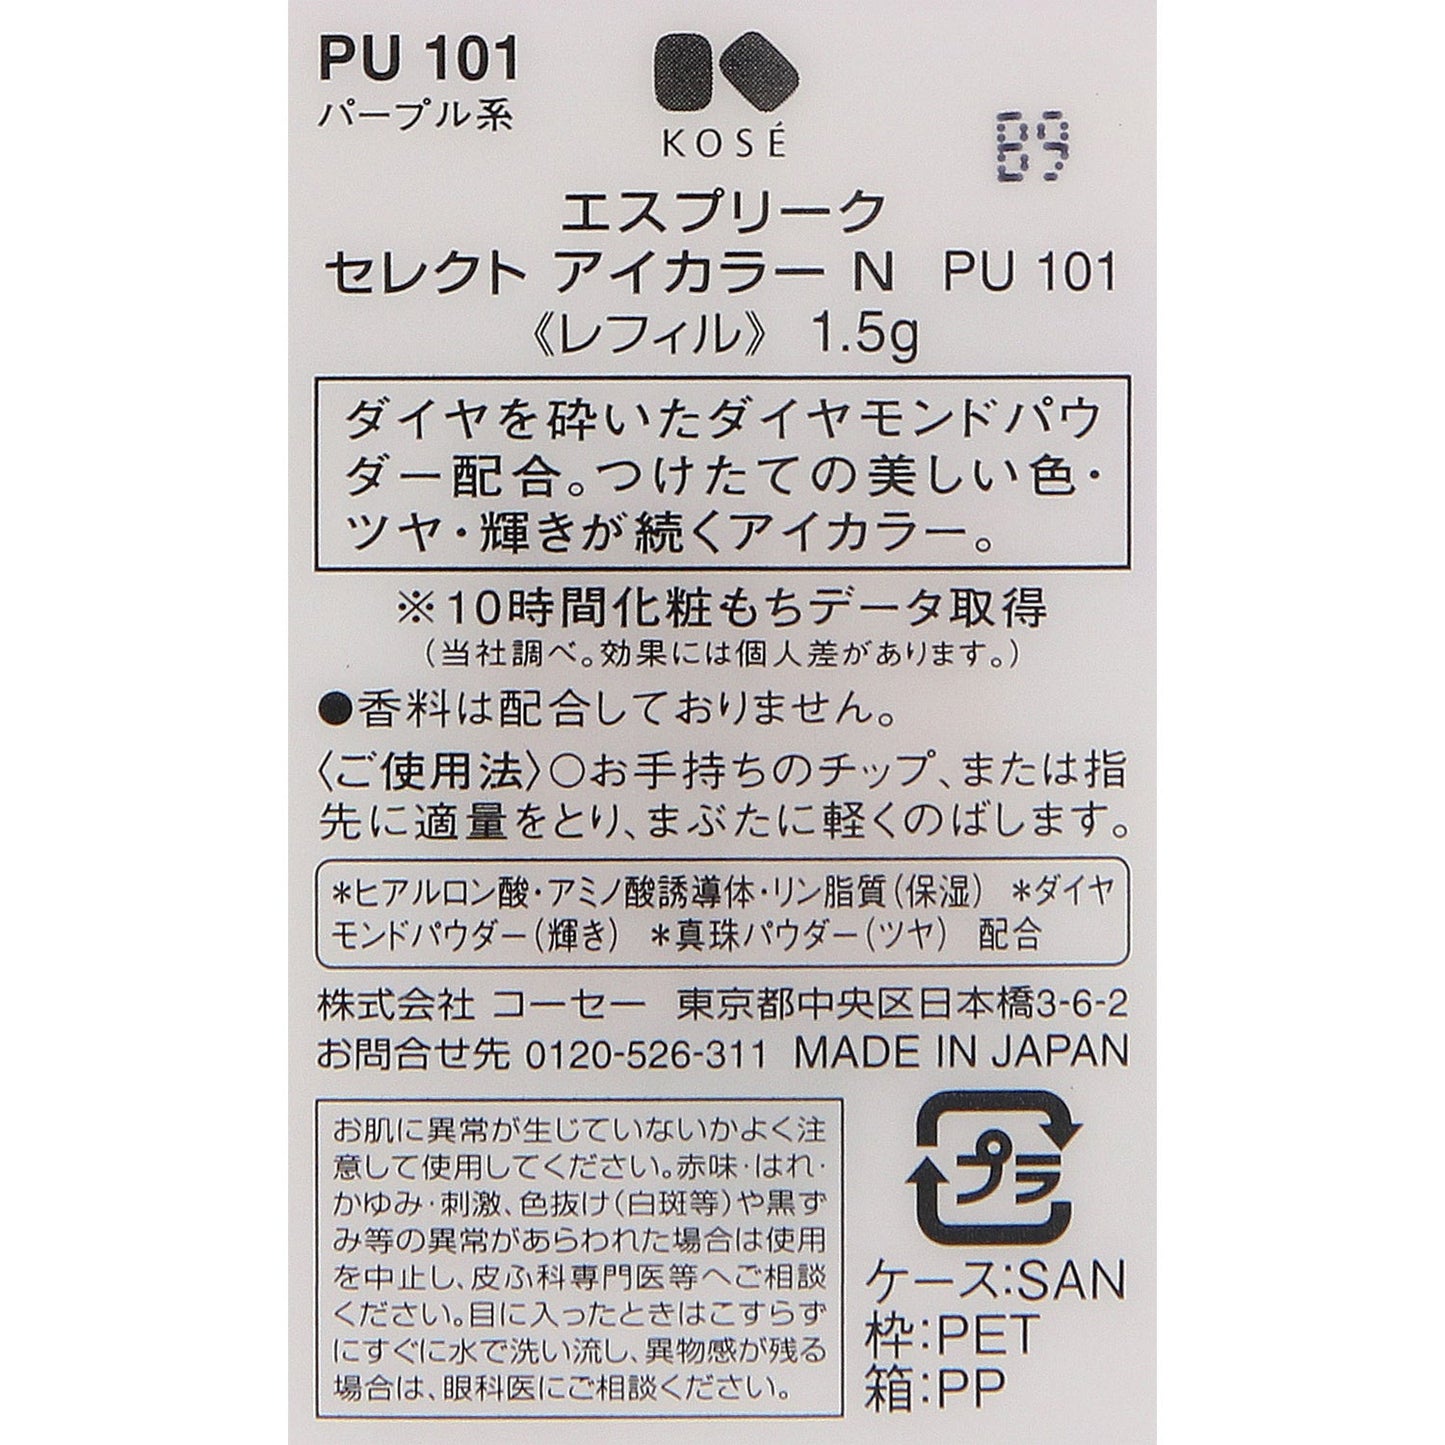 PU 101
パープル系
KOSÉ
B9
エスプリーク
セレクト アイカラー N PU 101
《レフィル》 1.5g
ダイヤを砕いたダイヤモンドパウ
ダー配合。つけたての美しい色・
ツヤ・輝きが続くアイカラー。
※10時間化粧もちデータ取得
(当社調べ。効果には個人差があります。)
●香料は配合しておりません。
〈ご使用法〉○お手持ちのチップ、または指
先に適量をとり、まぶたに軽くのばします。
*ヒアルロン酸・アミノ酸誘導体・リン脂質(保湿) *ダイヤ
モンドパウダー(輝き) *真珠パウダー(ツヤ) 配合
株式会社 コーセー 東京都中央区日本橋3-6-2
お問合せ先 0120-526-311 MADE IN JAPAN
お肌に異常が生じていないかよく注
意して使用してください。赤味・はれ・
かゆみ・刺激、色抜け(白斑等)や黒ず
み等の異常があらわれた場合は使用
を中止し、皮ふ科専門医等へご相談
ください。目に入ったときはこすらず
にすぐに水で洗い流し、異物感が残る
場合は、眼科医にご相談ください。
プラ
ケース:SAN
枠:PET
箱:PP